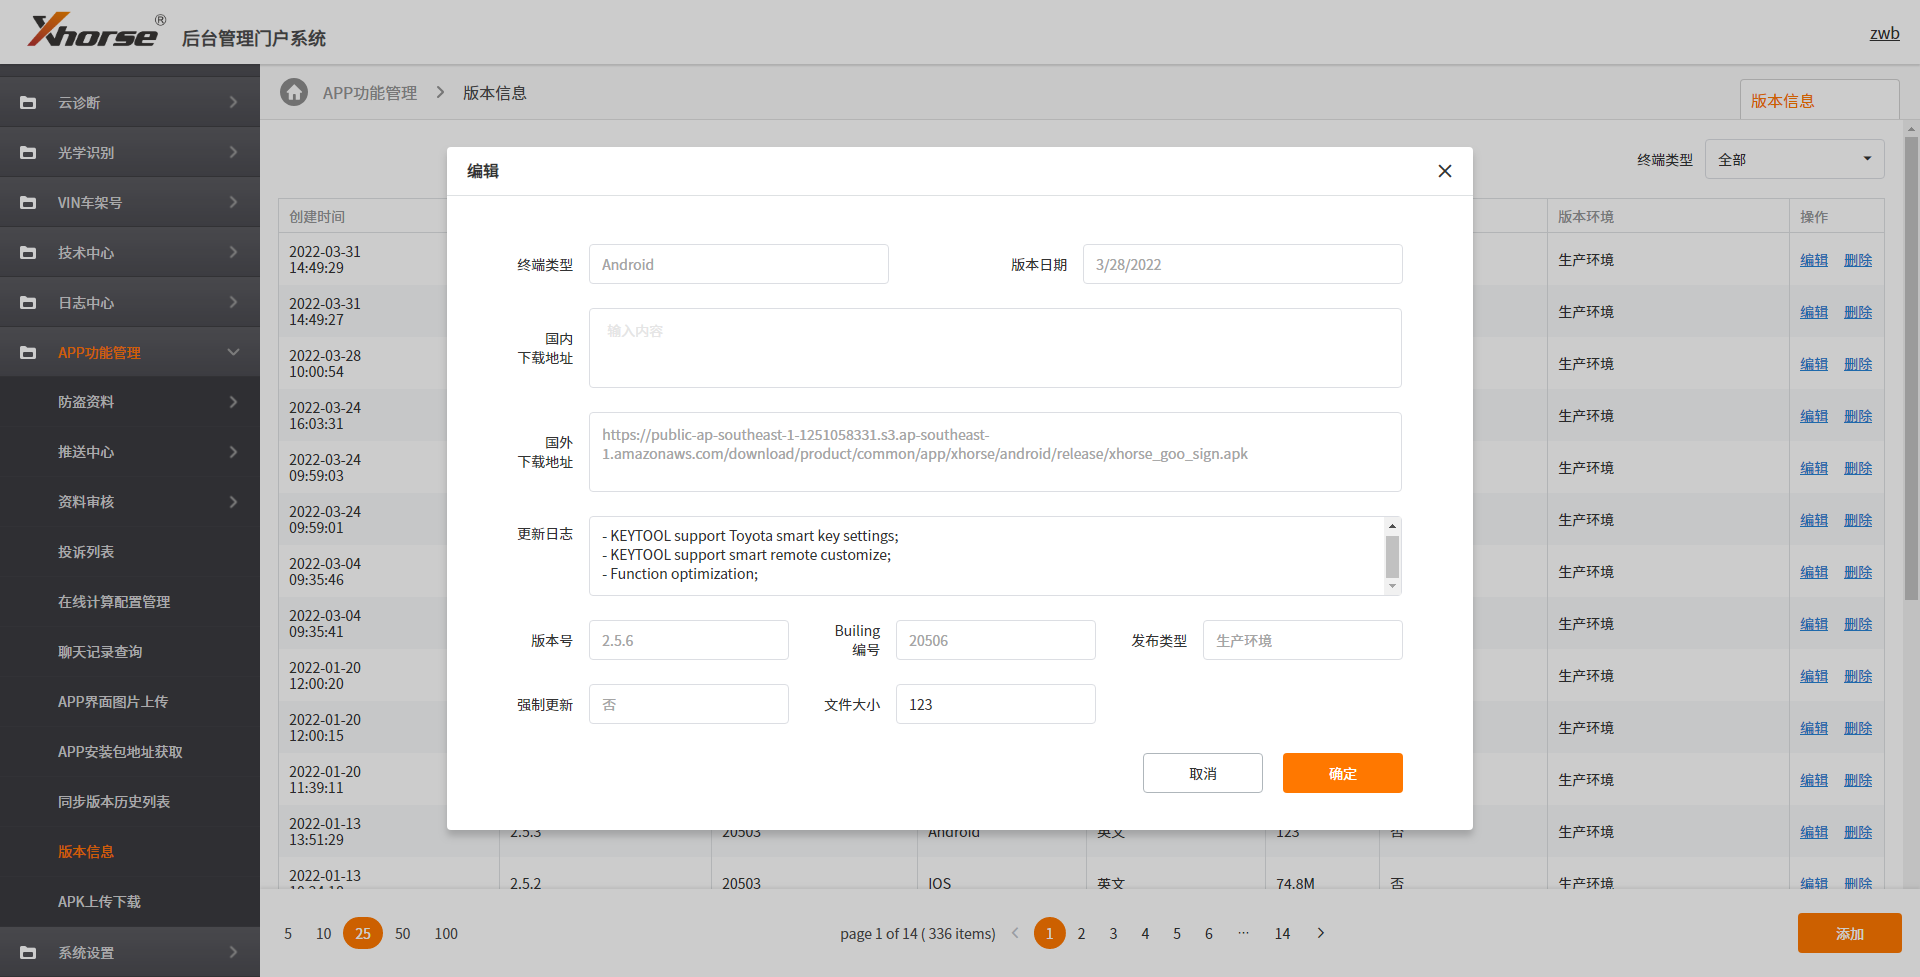 Xhorse® 后台管理门户系统
zwb
云诊断
光学识别
VIN车架号
技术中心
日志中心
APP功能管理
防盗资料
推送中心
资料审核
投诉列表
在线计算配置管理
聊天记录查询
APP界面图片上传
APP安装包地址获取
同步版本历史列表
版本信息
APK上传下载
系统设置
APP功能管理 > 版本信息
版本信息
终端类型 全部
创建时间 版本环境 操作
2022-03-31
14:49:29 生产环境 编辑 删除
2022-03-31
14:49:27 生产环境 编辑 删除
2022-03-28
10:00:54 生产环境 编辑 删除
2022-03-24
16:03:31 生产环境 编辑 删除
2022-03-24
09:59:03 生产环境 编辑 删除
2022-03-24
09:59:01 生产环境 编辑 删除
2022-03-04
09:35:46 生产环境 编辑 删除
2022-03-04
09:35:41 生产环境 编辑 删除
2022-01-20
12:00:20 生产环境 编辑 删除
2022-01-20
12:00:15 生产环境 编辑 删除
2022-01-20
11:39:11 生产环境 编辑 删除
2022-01-13
13:51:29 2.5.3 20503 Android 英文 123 否 生产环境 编辑 删除
2022-01-13
2.5.2 20503 IOS 英文 74.8M 否 生产环境 编辑 删除
编辑
终端类型 Android 版本日期 3/28/2022
国内
下载地址
输入内容
国外
下载地址
https://public-ap-southeast-1-1251058331.s3.ap-southeast-
1.amazonaws.com/download/product/common/app/xhorse/android/release/xhorse_goo_sign.apk
更新日志
- KEYTOOL support Toyota smart key settings;
- KEYTOOL support smart remote customize;
- Function optimization;
版本号 2.5.6 Builing
编号 20506 发布类型 生产环境
强制更新 否 文件大小 123
取消 确定
5 10 25 50 100
page 1 of 14 ( 336 items) < 1 2 3 4 5 6 ... 14 >
添加